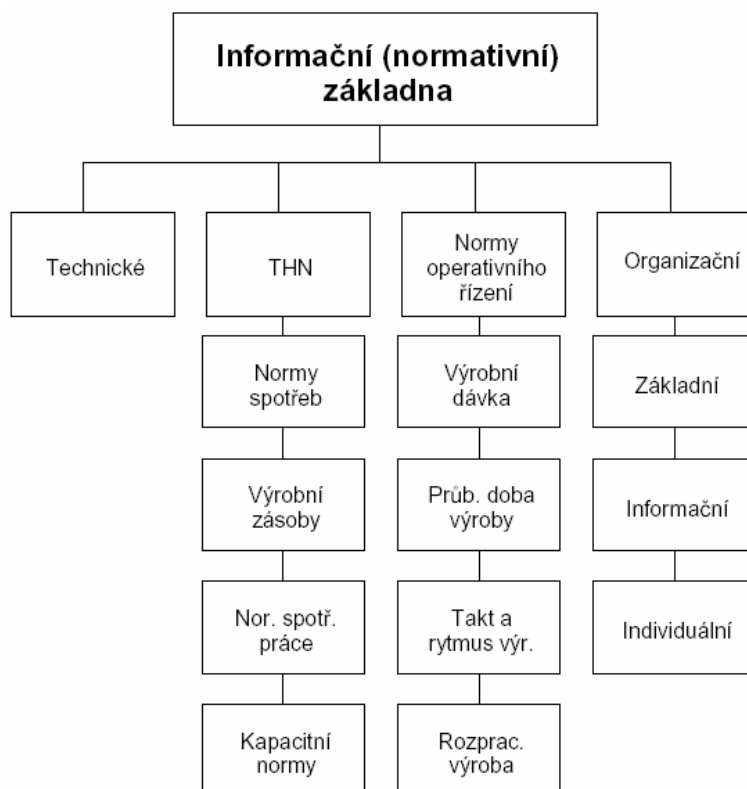 Informační (normativní)
základna
Technické
THN
Normy
operativního
řízení
Organizační
Normy
spotřeb
Výrobní
dávka
Základní
Výrobní
zásoby
Průb. doba
výroby
Informační
Nor. spotř.
práce
Takt a
rytmus výr.
Individuální
Kapacitní
normy
Rozprac.
výroba